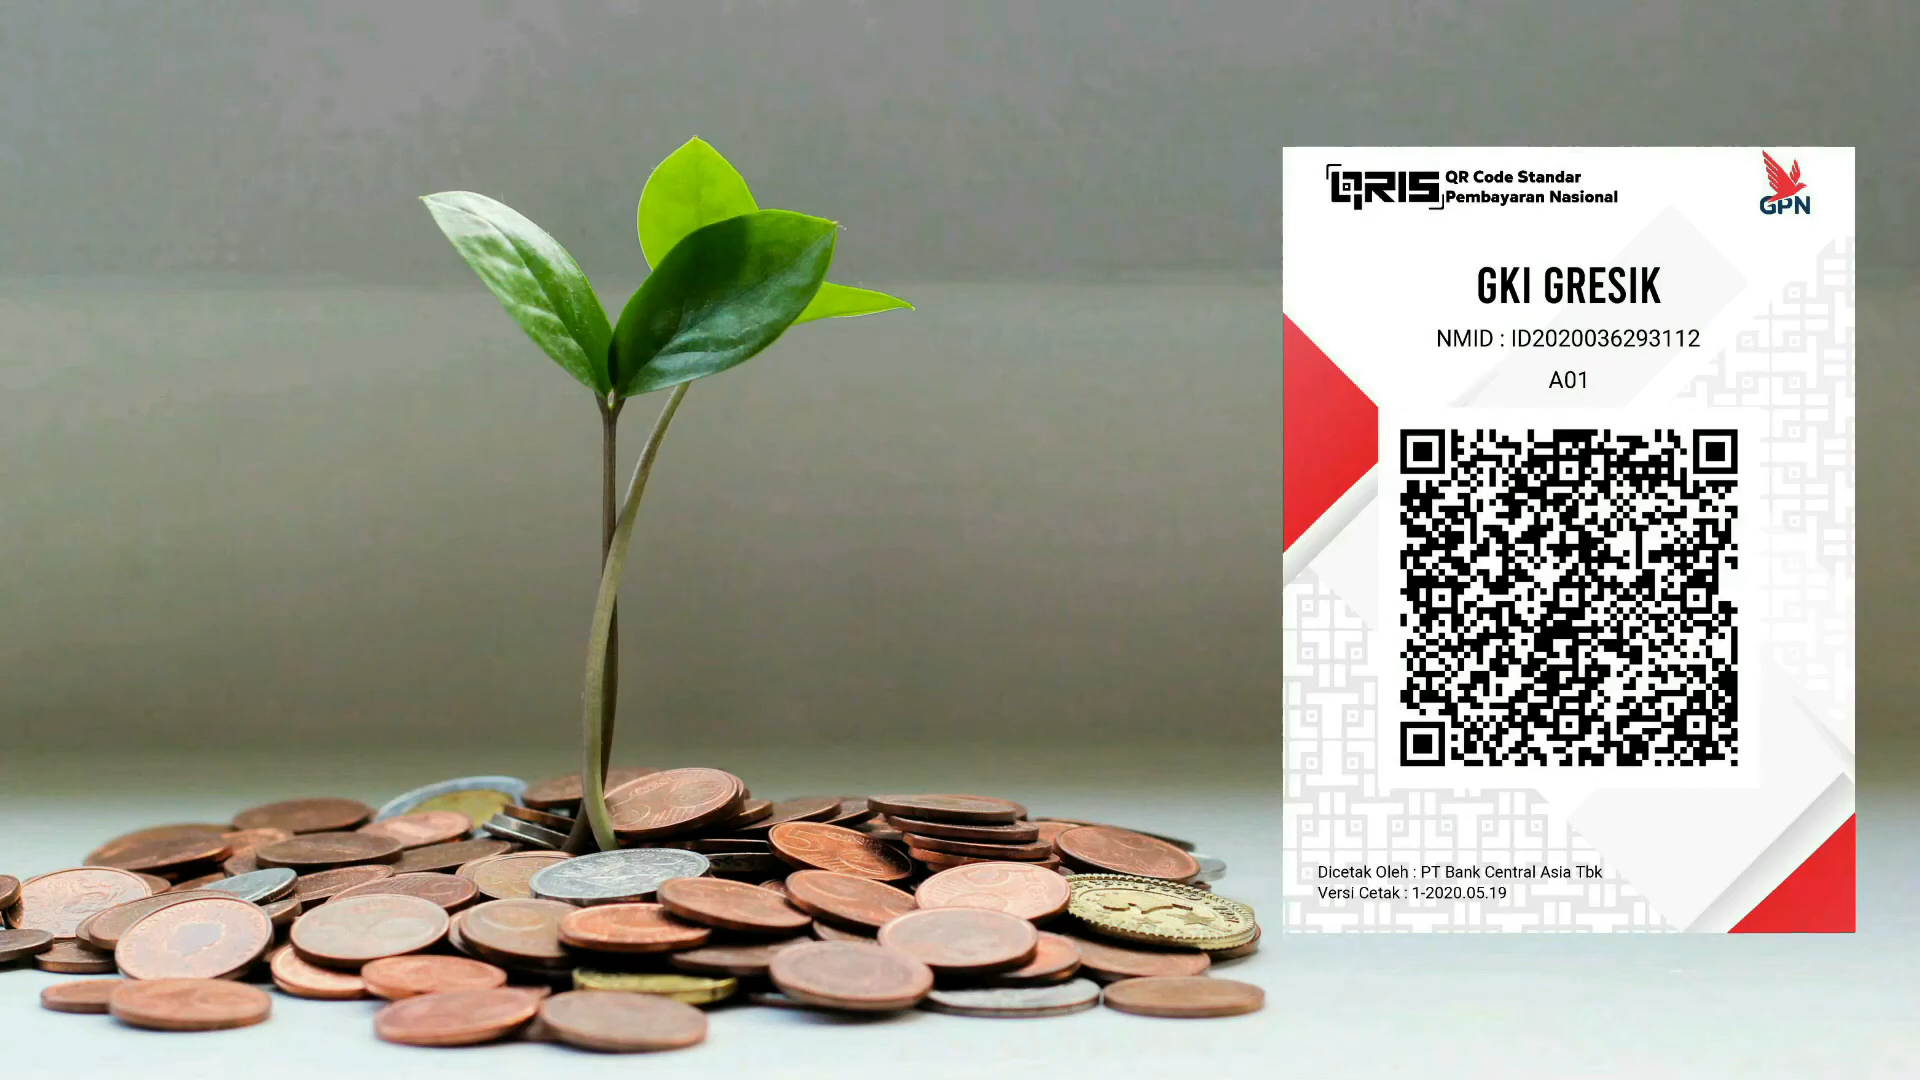 QRIS QR Code Standar
Pembayaran Nasional
GPN
GKI GRESIK
NMID : ID2020036293112
A01
Dicetak Oleh : PT Bank Central Asia Tbk
Versi Cetak : 1-2020.05.19